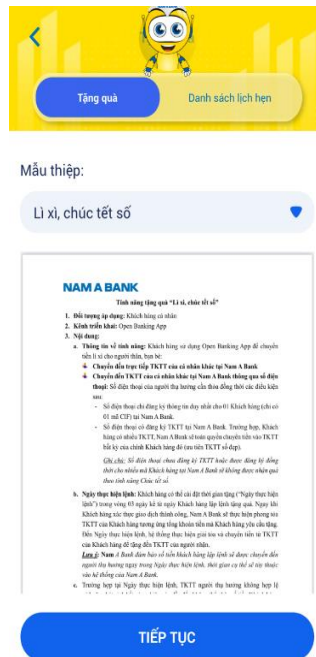 Tặng quà
Danh sách lịch hẹn
Mẫu thiệp:
Lì xì, chúc tết số
NAM A BANK
Tính năng tặng quà "Lì xì, chúc tết số"
1. Đối tượng áp dụng: Khách hàng cá nhân
2. Kênh triển khai: Open Banking App
3. Nội dung:
a. Thông tin về tính năng: Khách hàng sử dụng Open Banking App để chuyển
tiền lì xì cho người thân, bạn bè:
Chuyển đến trực tiếp TKTT của cá nhân khác tại Nam A Bank
Chuyển đến TKTT của cá nhân khác tại Nam A Bank thông qua số điện
thoại: Số điện thoại của người thụ hưởng cần thỏa đồng thời các điều kiện
sau:
- Số điện thoại chỉ đăng ký thông tin duy nhất cho 01 Khách hàng (chỉ có
01 mã CIF) tại Nam A Bank.
- Số điện thoại có đăng ký TKTT tại Nam A Bank. Trường hợp, Khách
hàng có nhiều TKTT, Nam A Bank sẽ toàn quyền chuyển tiền vào TKTT
bất kỳ của chính Khách hàng đó (ưu tiên TKTT số đẹp).
Ghi chú: Số điện thoại chưa đăng ký TKTT hoặc được đăng ký đồng
thời cho nhiều mã Khách hàng tại Nam A Bank sẽ không được nhận quà
theo tính năng Chúc tết số.
b. Ngày thực hiện lệnh: Khách hàng có thể cài đặt thời gian tặng ("Ngày thực hiện
lệnh") trong vòng 03 ngày kể từ ngày Khách hàng lập lệnh tặng quà. Ngay khi
Khách hàng xác thực giao dịch thành công, Nam A Bank sẽ thực hiện phong tỏa
TKTT của Khách hàng tương ứng tổng khoản tiền mà Khách hàng yêu cầu tặng.
Đến Ngày thực hiện lệnh, hệ thống thực hiện giải tỏa và chuyển tiền từ TKTT
của Khách hàng để tặng đến TKTT của người nhận.
Lưu ý: Nam A Bank đảm bảo số tiền khách hàng lập lệnh sẽ được chuyển đến
người thụ hưởng ngay trong Ngày thực hiện lệnh, thời gian cụ thể sẽ tùy thuộc
vào hệ thống của Nam A Bank.
c. Trường hợp tại Ngày thực hiện lệnh, TKTT người thụ hưởng không hợp lệ
TIẾP TỤC